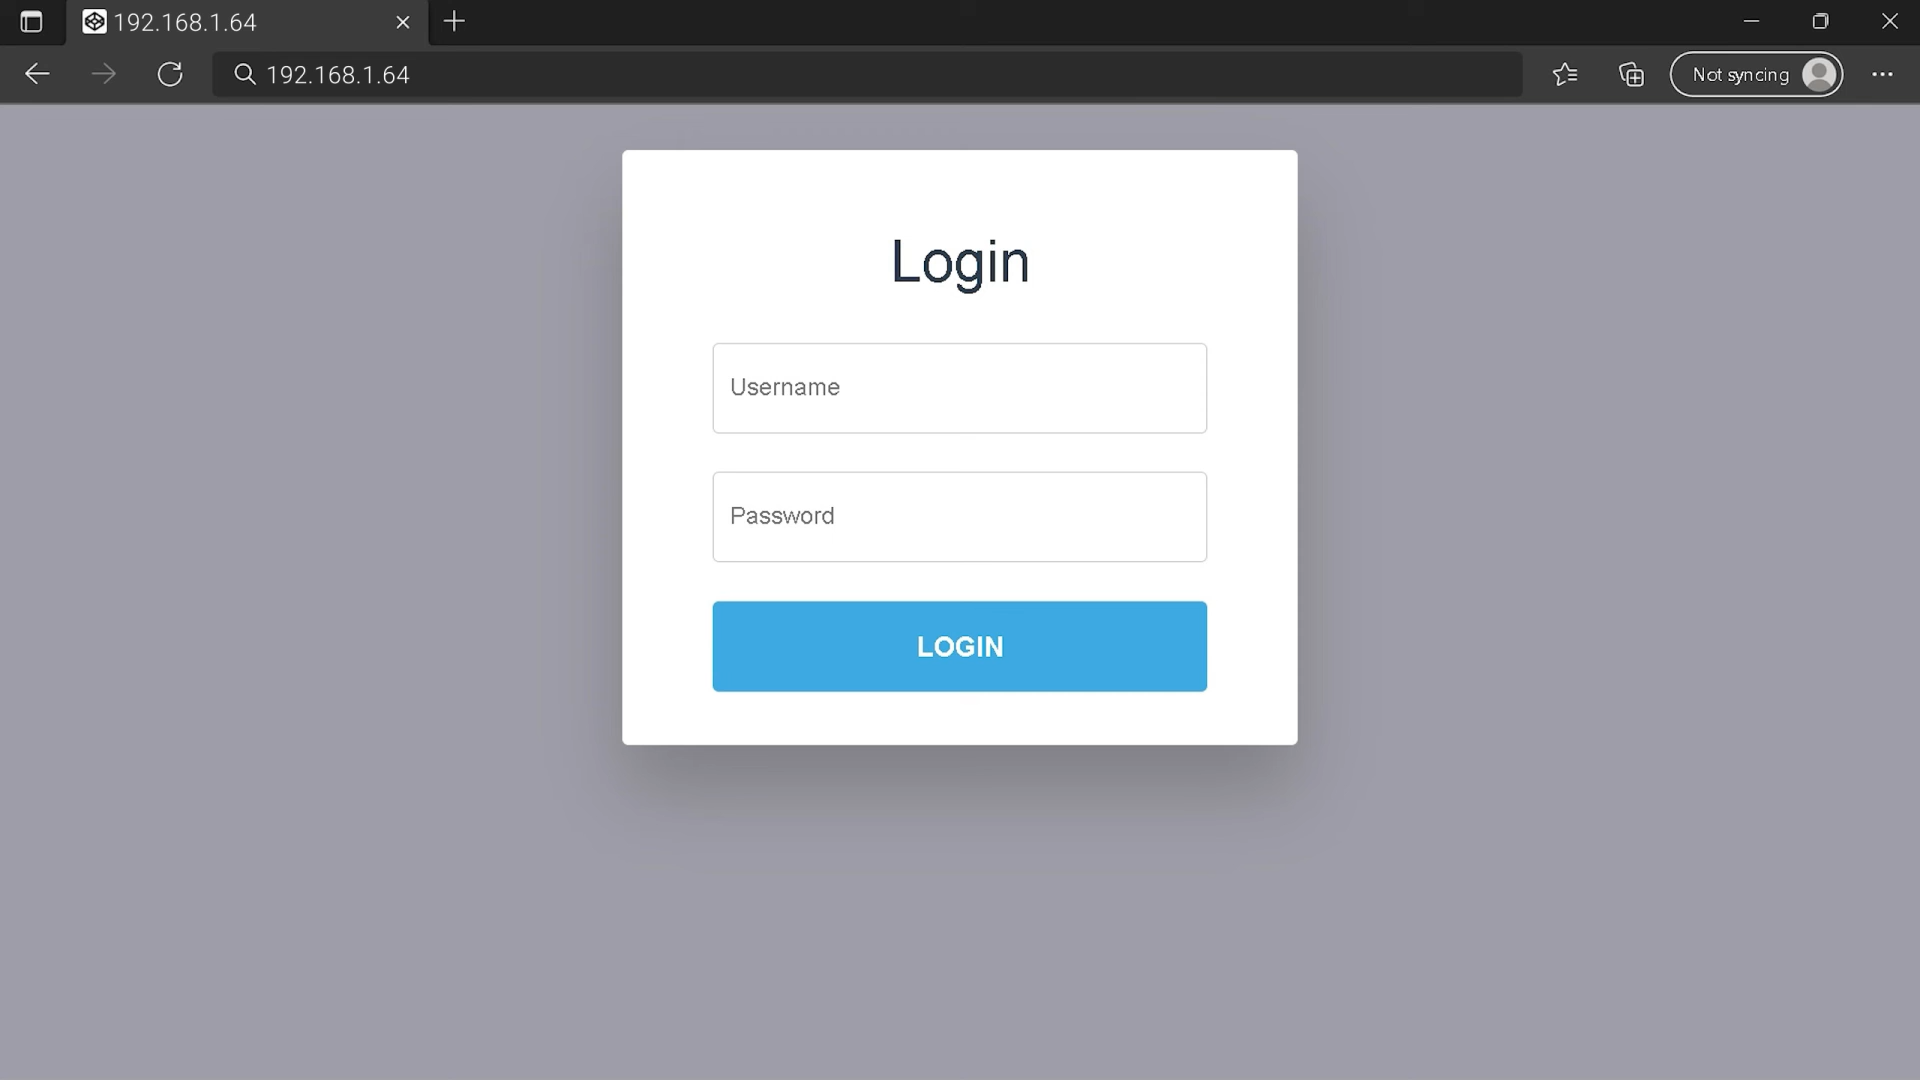 192.168.1.64
192.168.1.64
Not syncing
Login
Username
Password
LOGIN